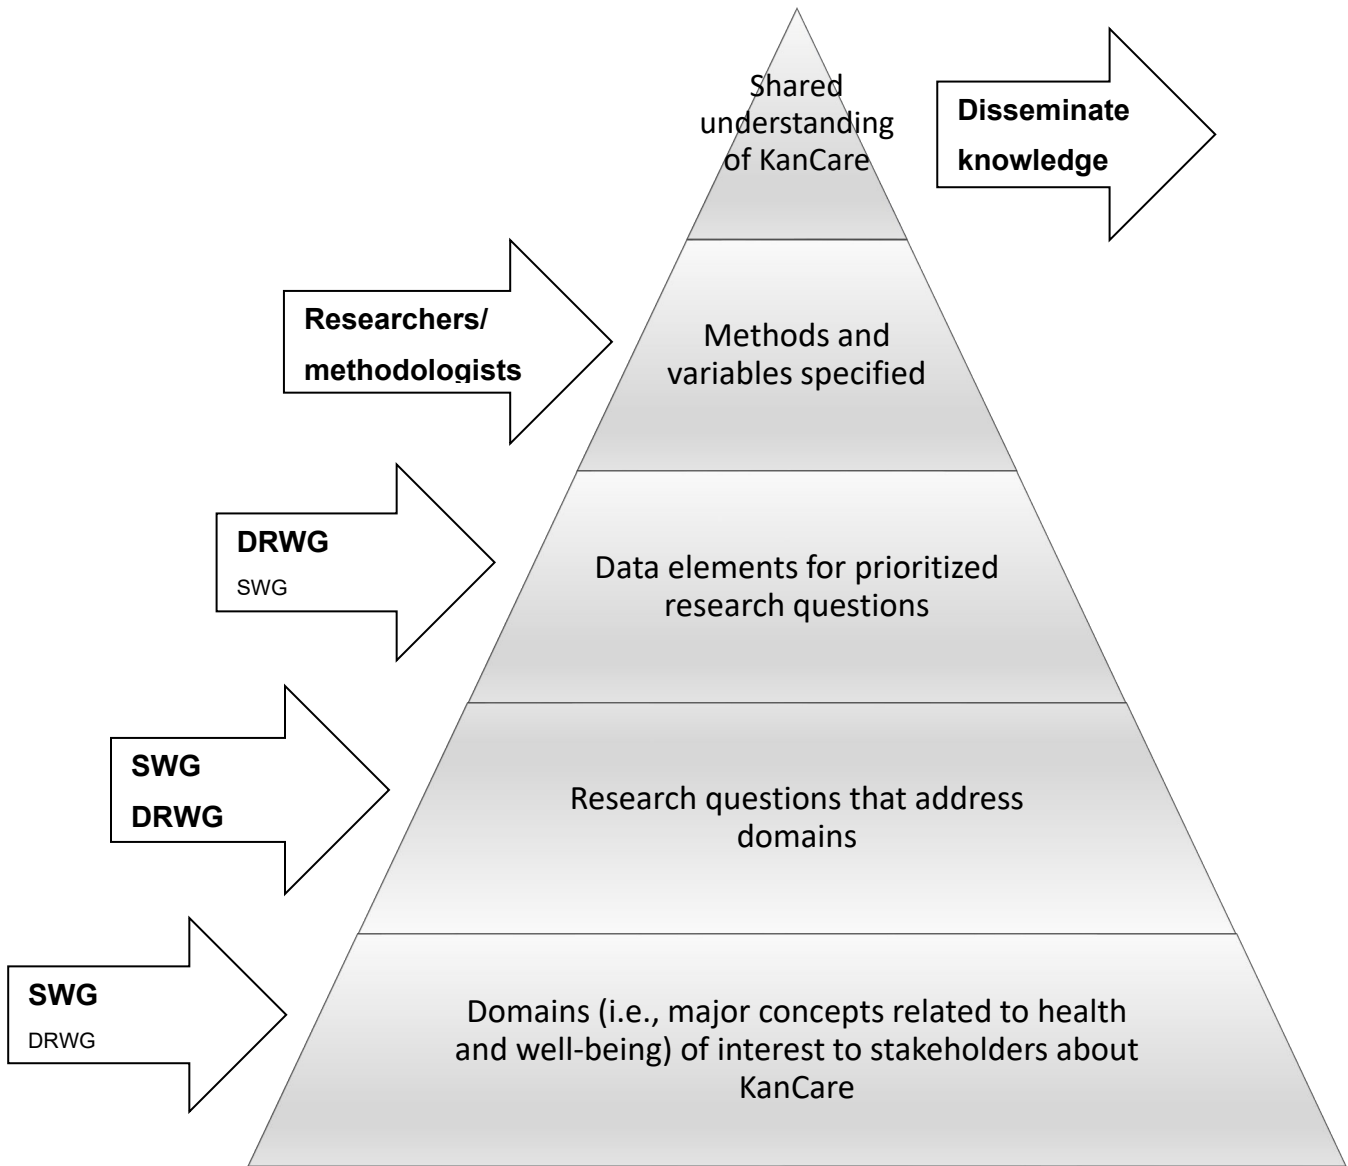 Shared
understanding
of KanCare
Disseminate
knowledge
Researchers/
methodologists
Methods and
variables specified
DRWG
SWG
Data elements for prioritized
research questions
SWG
DRWG
Research questions that address
domains
SWG
DRWG
Domains (i.e., major concepts related to health
and well-being) of interest to stakeholders about
KanCare